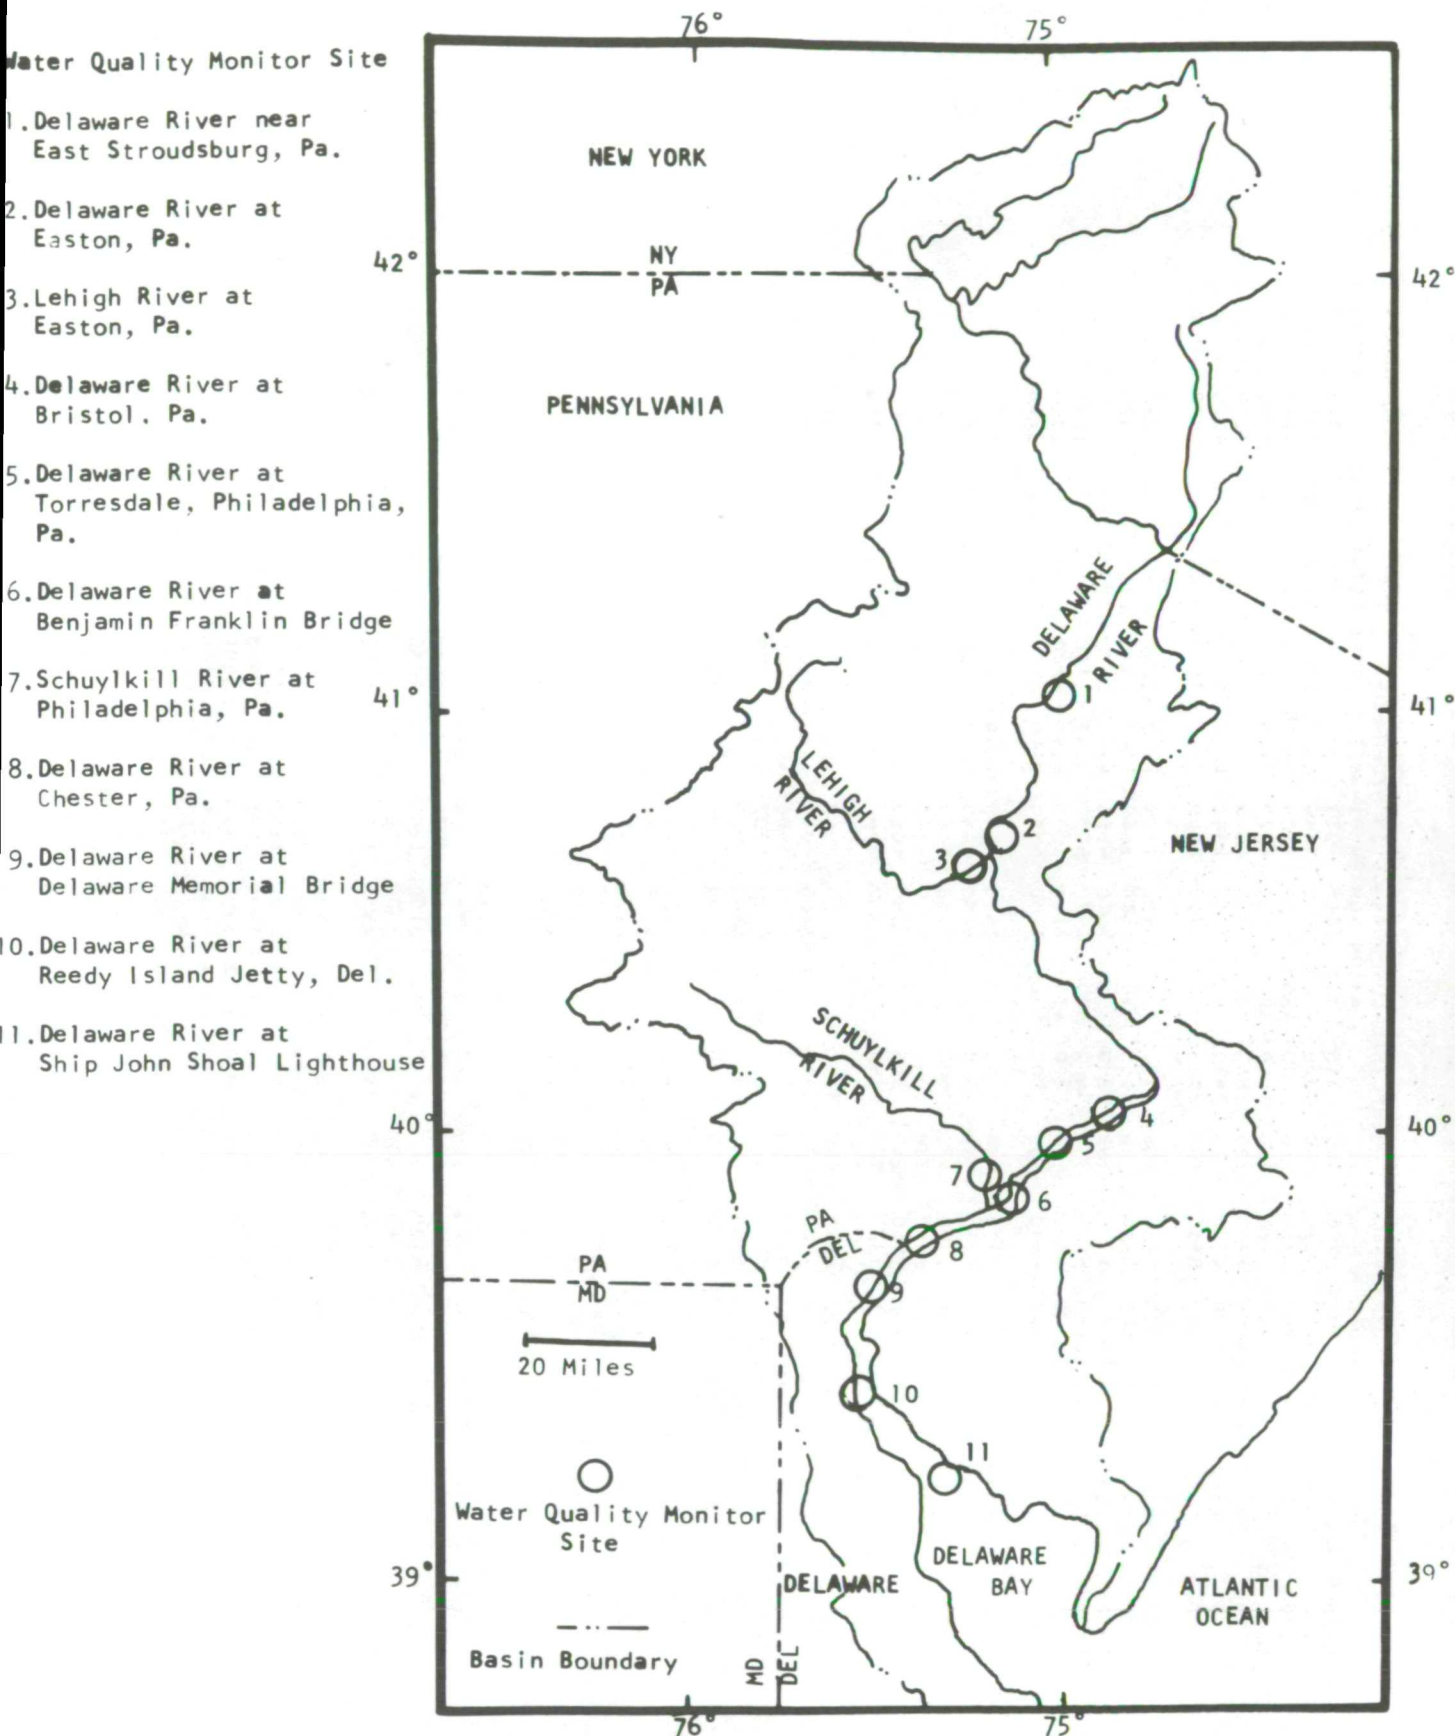 Water Quality Monitor Site
1.Delaware River near
East Stroudsburg, Pa.
2.Delaware River at
Easton, Pa.
3.Lehigh River at
Easton, Pa.
4.Delaware River at
Bristol. Pa.
5.Delaware River at
Torresdale, Philadelphia,
Pa.
6.Delaware River at
Benjamin Franklin Bridge
7.Schuylkill River at
Philadelphia, Pa.
8.Delaware River at
Chester, Pa.
9.Delaware River at
Delaware Memorial Bridge
10.Delaware River at
Reedy Island Jetty, Del.
11.Delaware River at
Ship John Shoal Lighthouse
76° 75°
NEW YORK
NY
42° 42°
PA
PENNSYLVANIA
DELAWARE
RIVER
1
41° 41°
LEHIGH
RIVER
2
3
NEW JERSEY
SCHUYLKILL
RIVER
4
40° 40°
5
7
6
PA
DEL
8
PA
MD
9
20 Miles
10
11
Water Quality Monitor
Site
DELAWARE
BAY
39° 39°
DELAWARE
ATLANTIC
OCEAN
Basin Boundary
MD
DEL
76° 75°